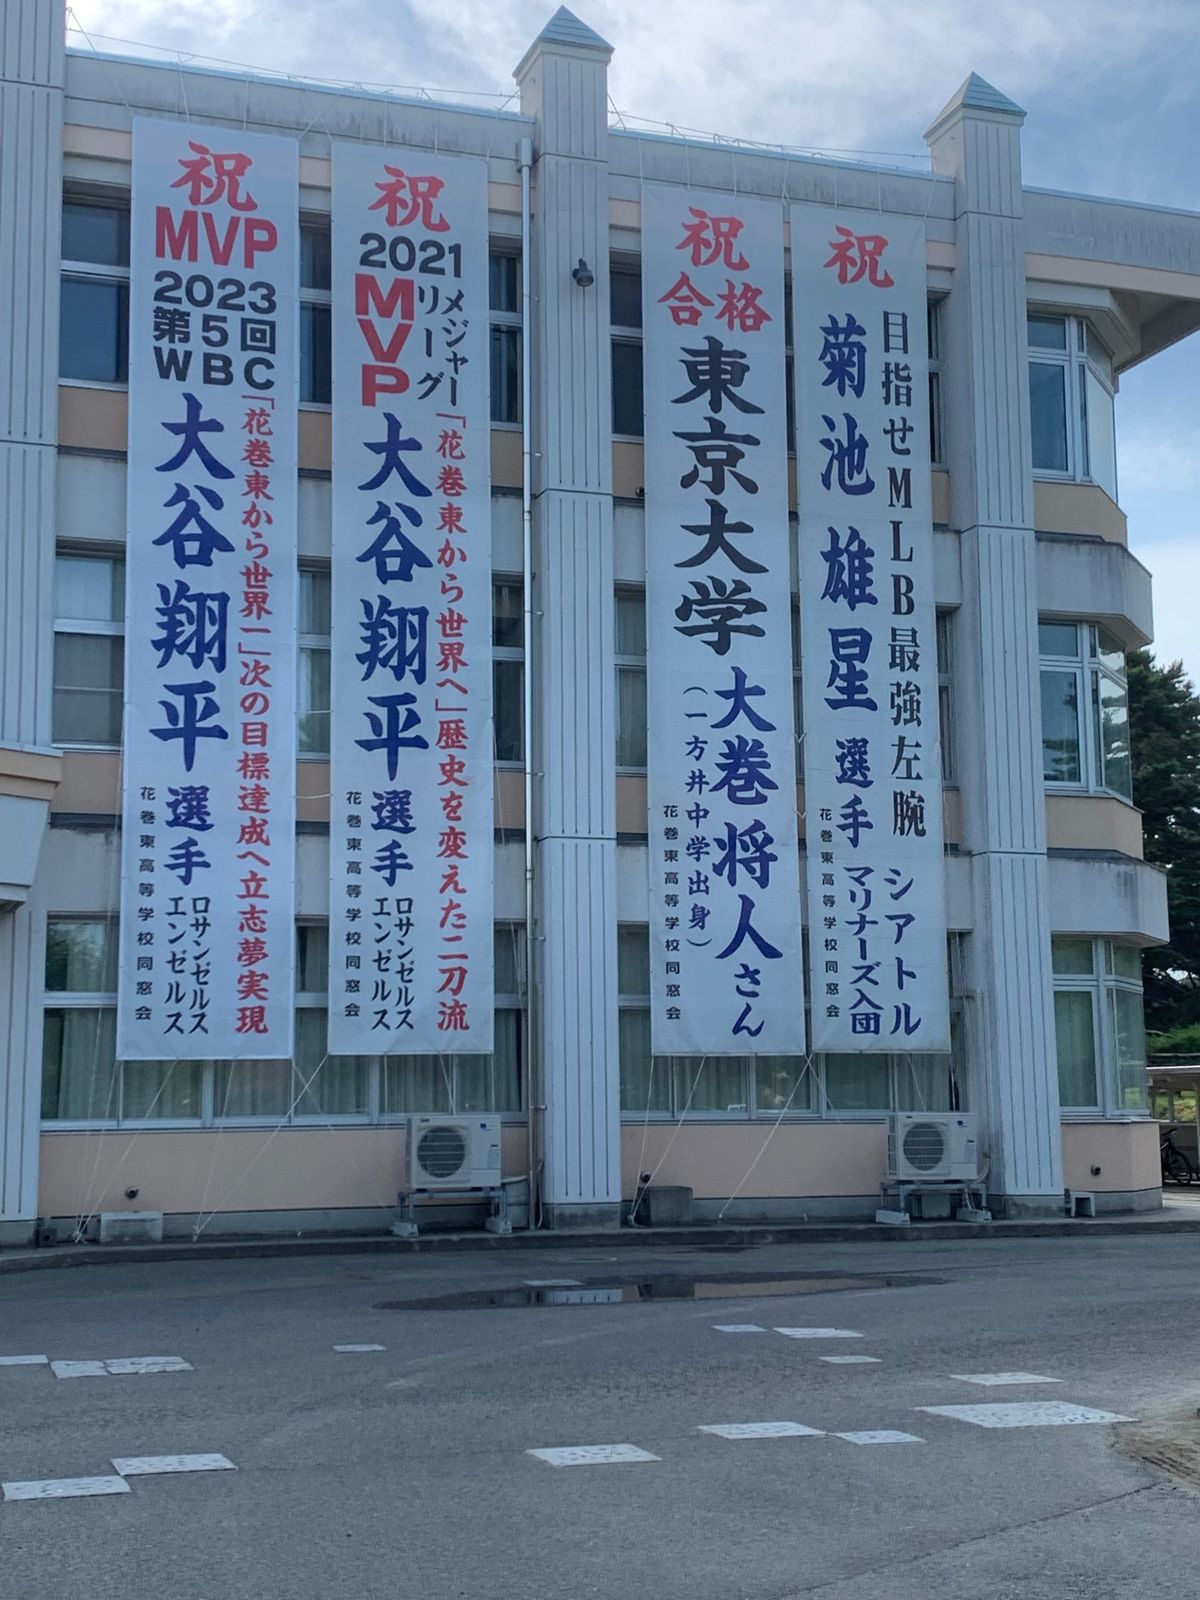 祝
MVP
2023
第5回
WBC
「花巻東から世界一」次の目標達成へ立志夢実現
大谷翔平選手
ロサンゼルス
エンゼルス
花巻東高等学校同窓会
祝
2021
メジャー
リーグ
MVP
「花巻東から世界へ」歴史を変えた二刀流
大谷翔平選手
ロサンゼルス
エンゼルス
花巻東高等学校同窓会
祝
合格
東京大学
大巻将人さん
（一方井中学出身）
花巻東高等学校同窓会
祝
目指せMLB最強左腕
菊池雄星選手
シアトル
マリナーズ入団
花巻東高等学校同窓会